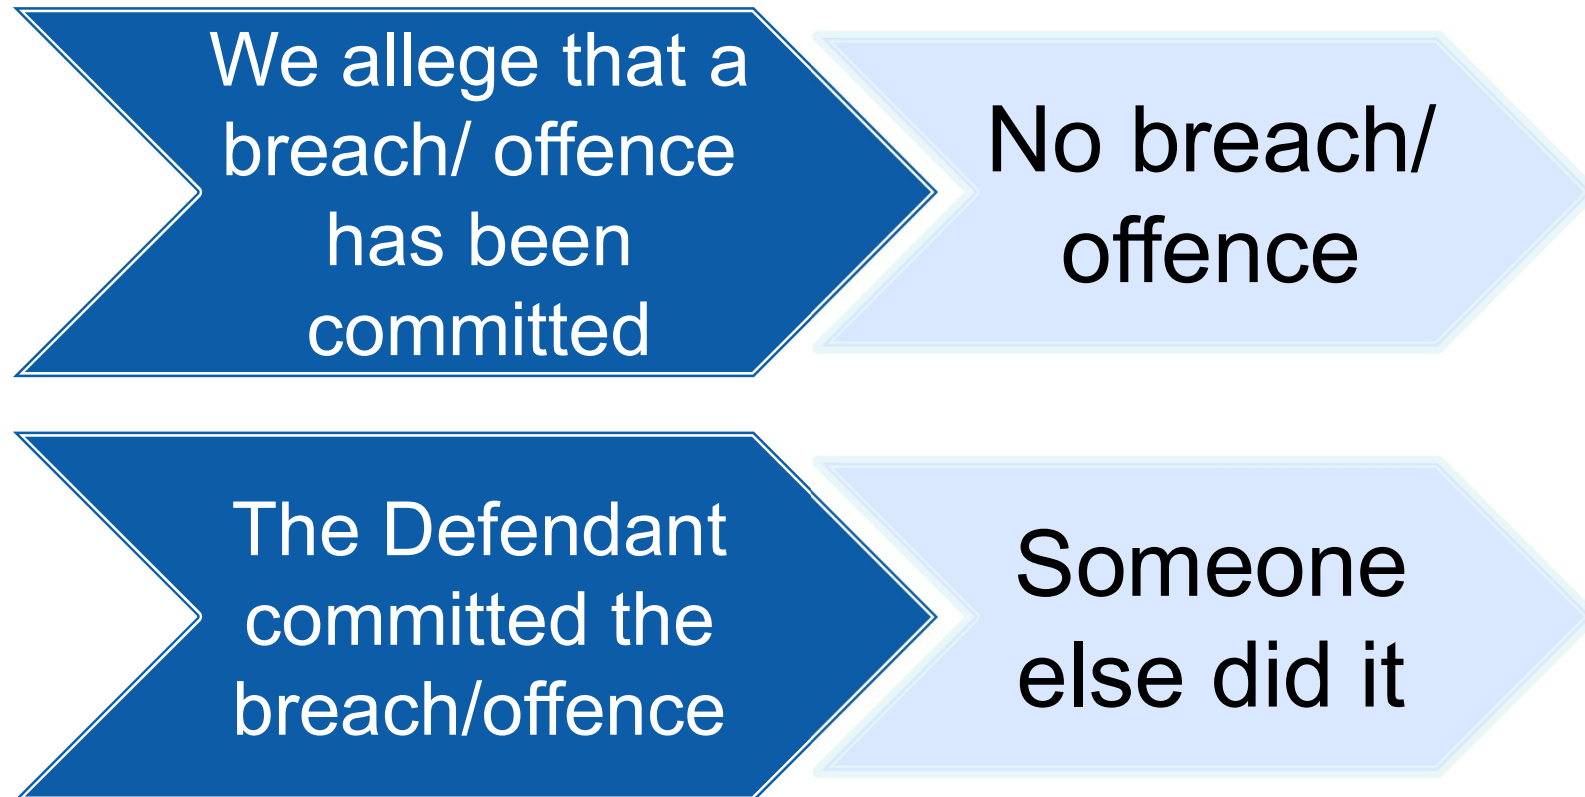 We allege that a
breach/ offence
has been
committed
No breach/
offence
The Defendant
committed the
breach/offence
Someone
else did it